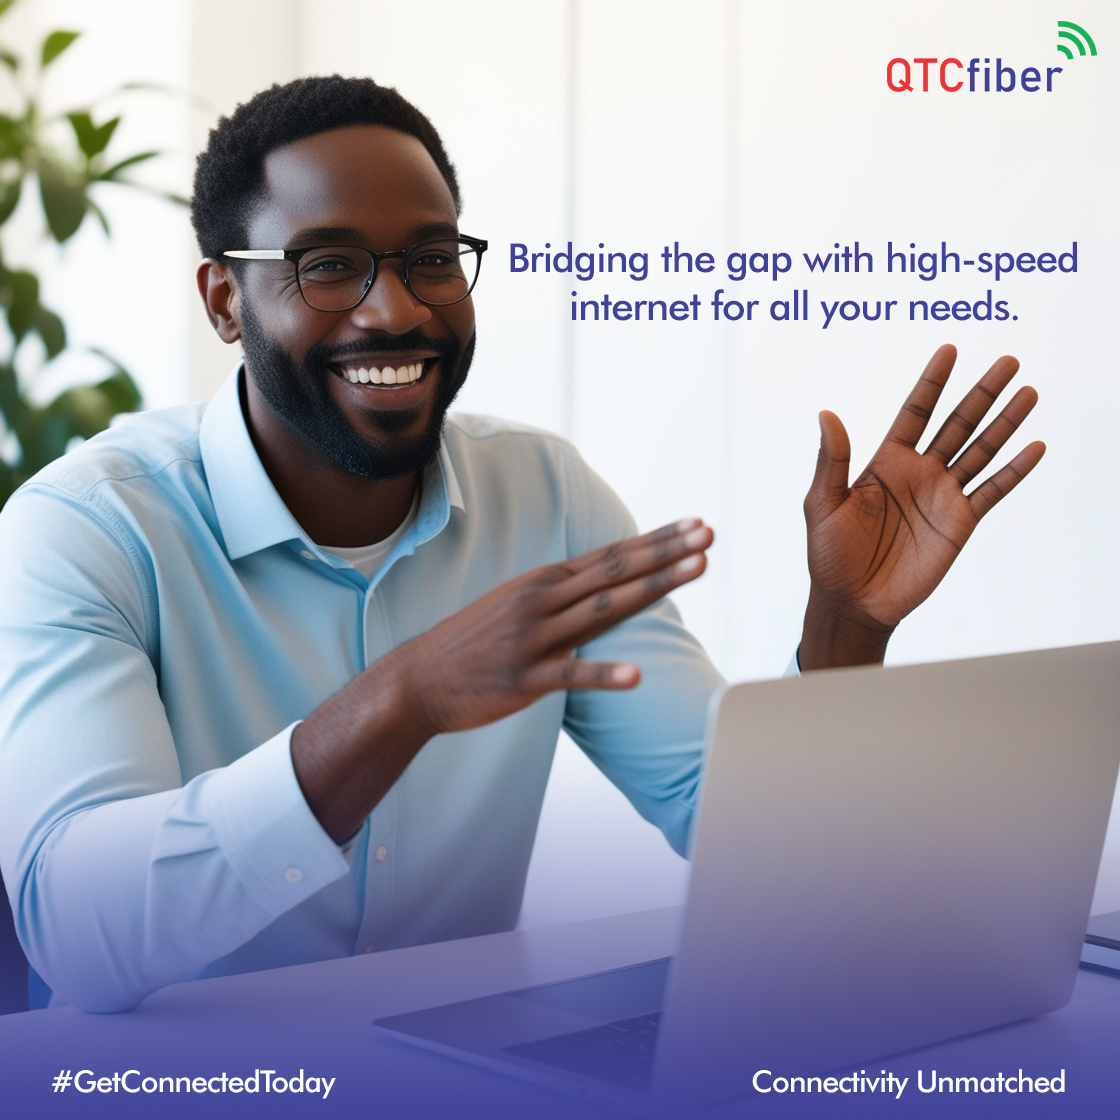 QTCfiber
Bridging the gap with high-speed
internet for all your needs.
#GetConnectedToday
Connectivity Unmatched